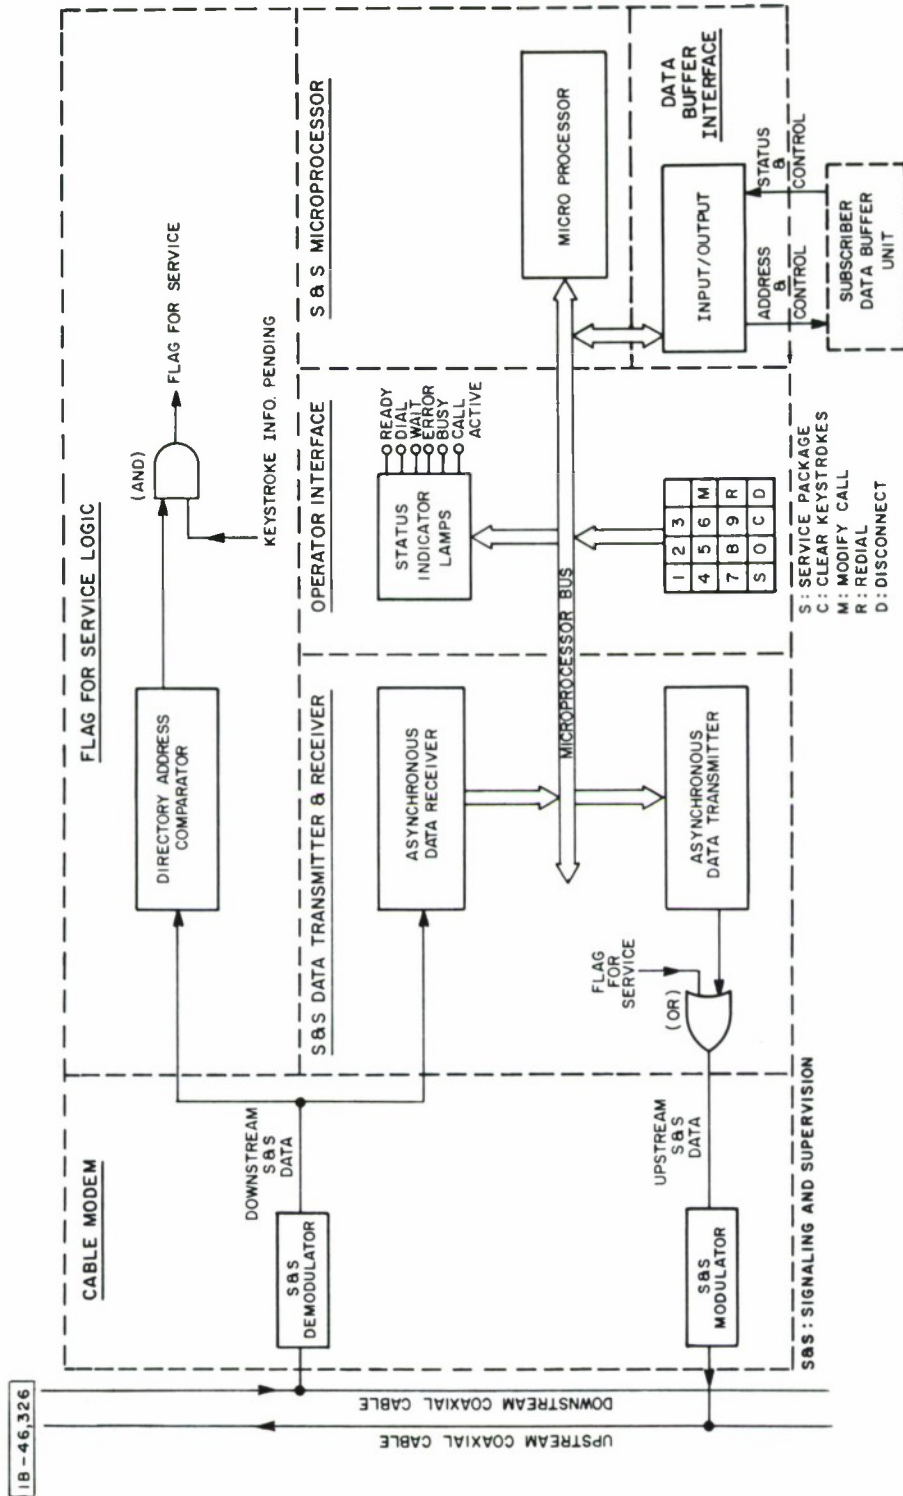 IB-46,326
UPSTREAM COAXIAL CABLE
DOWNSTREAM COAXIAL CABLE
CABLE MODEM
S&S
DEMODULATOR
DOWNSTREAM
S&S
DATA
S&S
MODULATOR
UPSTREAM
S&S
DATA
S&S: SIGNALING AND SUPERVISION
FLAG FOR SERVICE LOGIC
DIRECTORY ADDRESS
COMPARATOR
(AND)
FLAG FOR SERVICE
KEYSTROKE INFO. PENDING
S&S DATA TRANSMITTER & RECEIVER
ASYNCHRONOUS
DATA RECEIVER
MICROPROCESSOR BUS
FLAG
FOR
SERVICE
(OR)
ASYNCHRONOUS
DATA TRANSMITTER
OPERATOR INTERFACE
STATUS
INDICATOR
LAMPS
READY
DIAL
WAIT
ERROR
BUSY
CALL
ACTIVE
1 2 3
4 5 6 M
7 8 9 R
S O C D
S: SERVICE PACKAGE
C: CLEAR KEYSTROKES
M: MODIFY CALL
R: REDIAL
D: DISCONNECT
S & S MICROPROCESSOR
MICRO PROCESSOR
DATA
BUFFER
INTERFACE
INPUT/OUTPUT
ADDRESS
&
CONTROL
STATUS
&
CONTROL
SUBSCRIBER
DATA BUFFER
UNIT